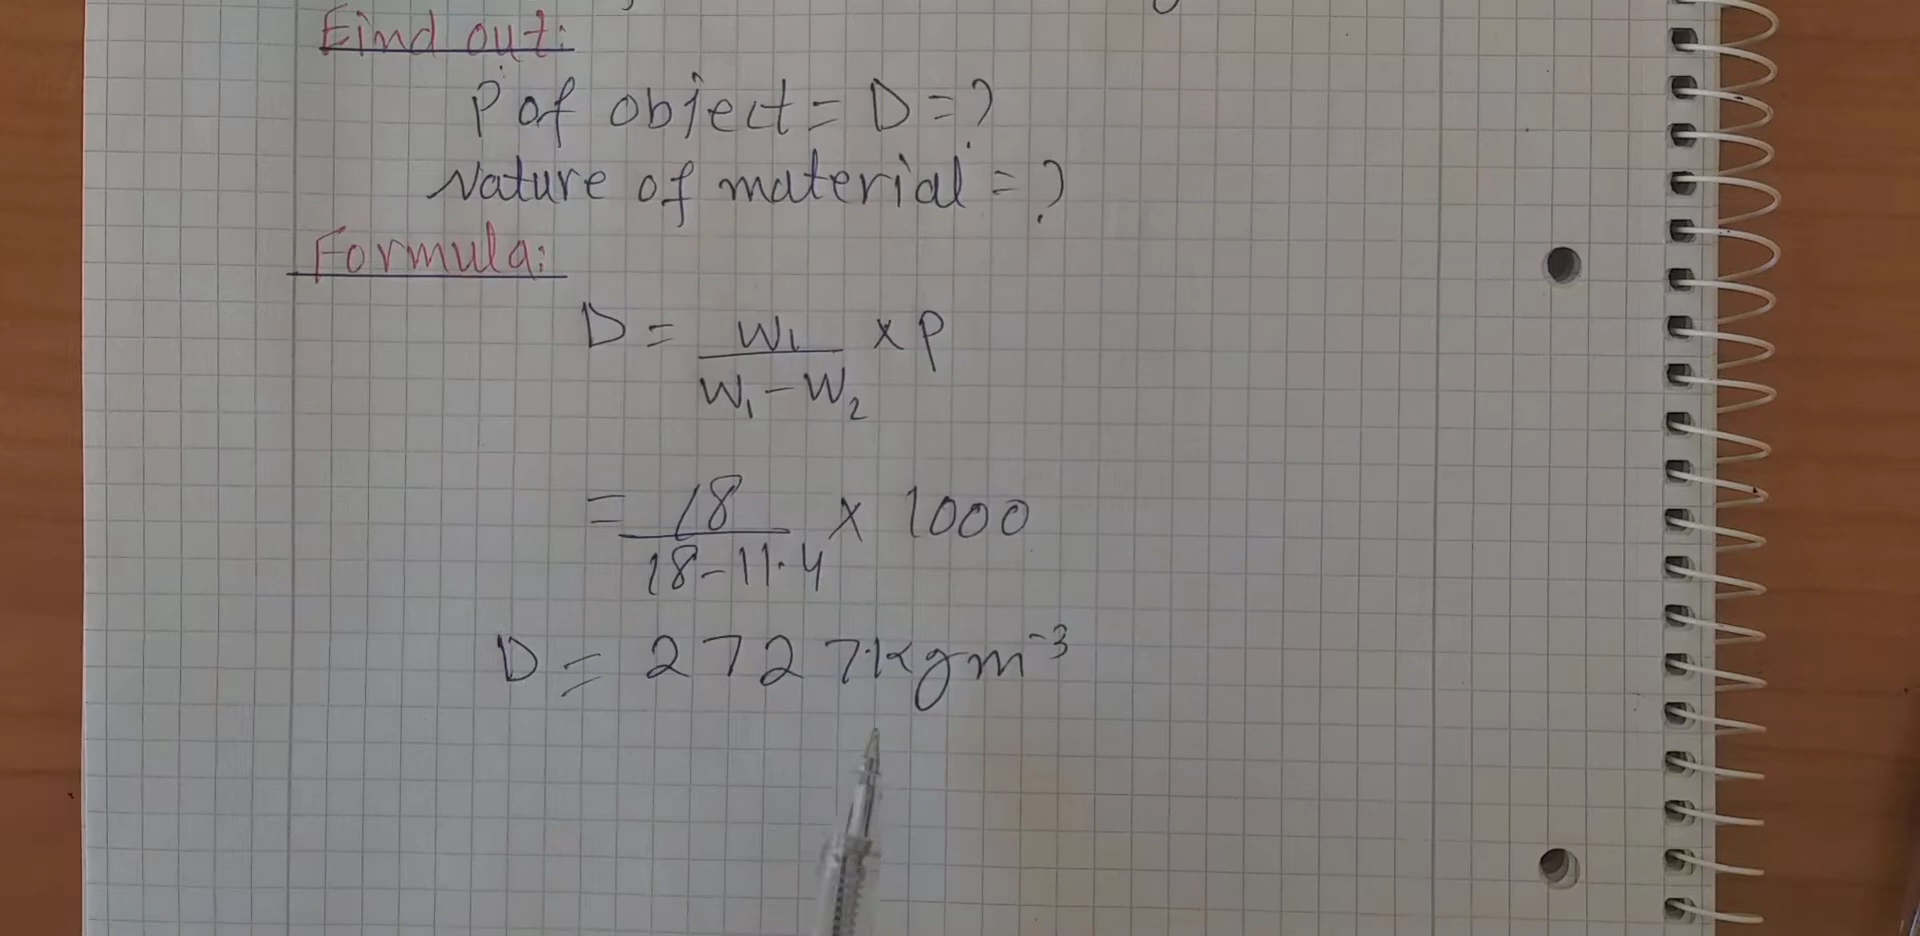 Find out:
P of object = D = ?
Nature of material = ?
Formula:
D = W₁ / W₁ - W₂ × P
= 18 / 18 - 11.4 × 1000
D = 2727 kgm⁻³